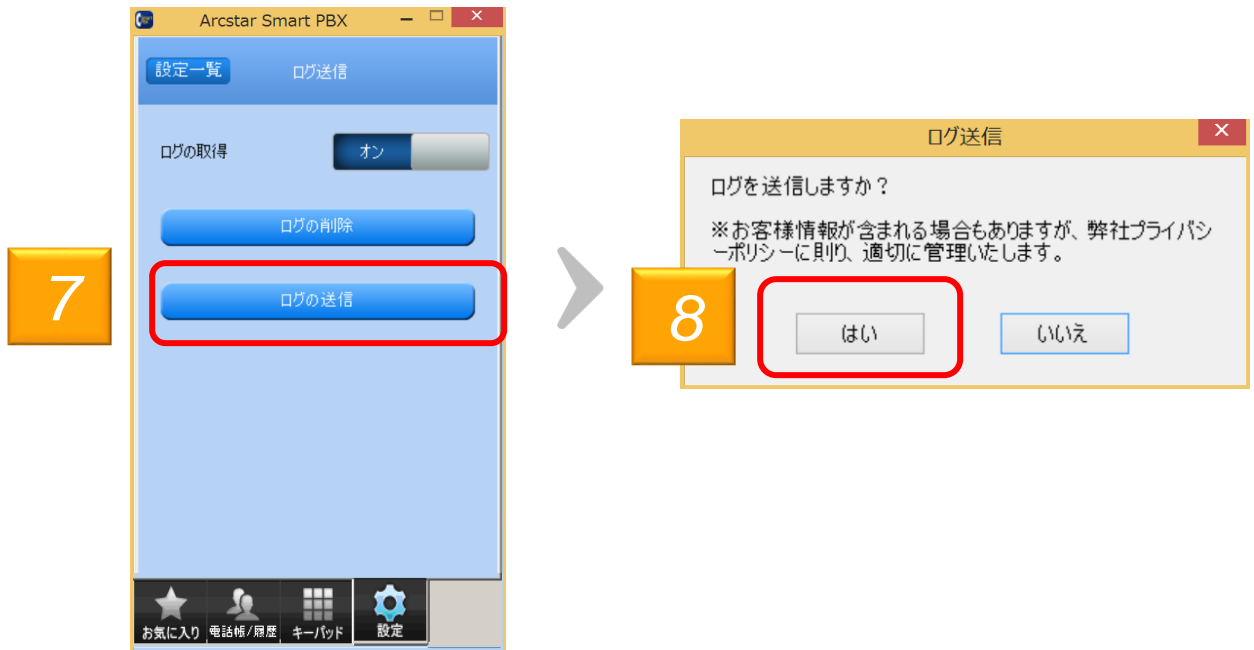 Arcstar Smart PBX
設定一覧
ログ送信
ログの取得
オン
ログの削除
7
ログの送信
お気に入り
電話帳/履歴
キーパッド
設定
ログ送信
ログを送信しますか？
※お客様情報が含まれる場合もありますが、弊社プライバシ
ーポリシーに則り、適切に管理いたします。
8
はい
いいえ